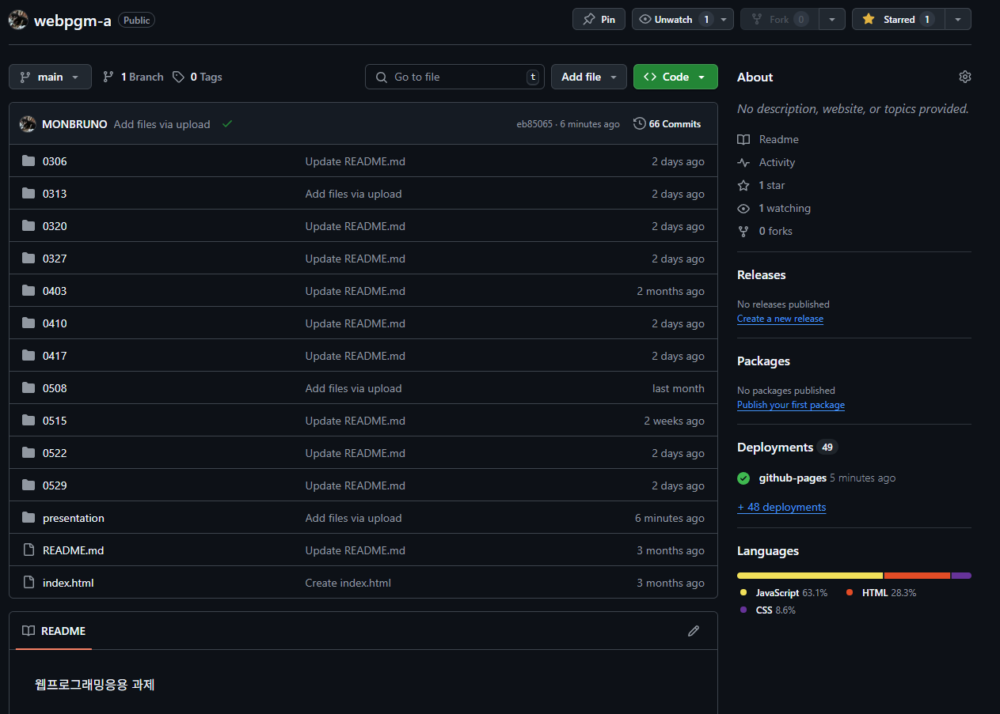 webpgm-a Public Pin Unwatch 1 Fork 0 Starred 1
main 1 Branch 0 Tags Go to file t Add file Code
MONBRUNO Add files via upload eb85065 · 6 minutes ago 66 Commits
0306 Update README.md 2 days ago
0313 Add files via upload 2 days ago
0320 Update README.md 2 days ago
0327 Update README.md 2 days ago
0403 Update README.md 2 months ago
0410 Update README.md 2 days ago
0417 Update README.md 2 days ago
0508 Add files via upload last month
0515 Update README.md 2 weeks ago
0522 Update README.md 2 days ago
0529 Update README.md 2 days ago
presentation Add files via upload 6 minutes ago
README.md Update README.md 3 months ago
index.html Create index.html 3 months ago
README
웹프로그래밍응용 과제
About
No description, website, or topics provided.
Readme
Activity
1 star
1 watching
0 forks
Releases
No releases published
Create a new release
Packages
No packages published
Publish your first package
Deployments 49
github-pages 5 minutes ago
+ 48 deployments
Languages
JavaScript 63.1% HTML 28.3%
CSS 8.6%